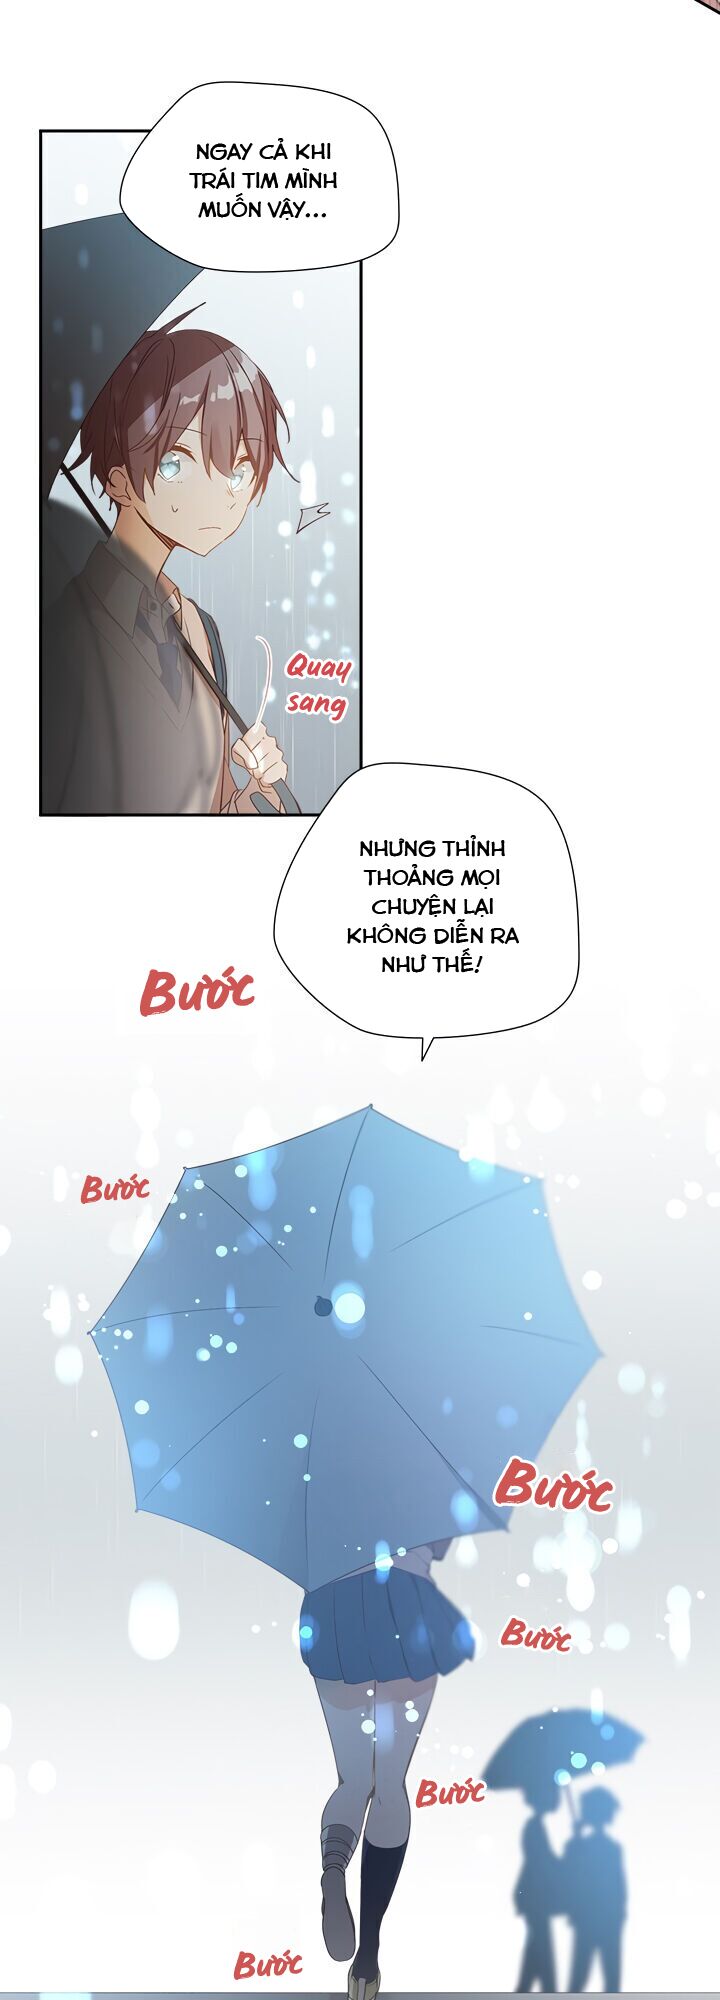 NGAY CẢ KHI
TRÁI TIM MÌNH
MUỐN VẬY...
Quay
sang
NHƯNG THỈNH
THOẢNG MỌI
CHUYỆN LẠI
KHÔNG DIỄN RA
NHƯ THẾ!
Bước
Bước
Bước
Bước
Bước
Bước